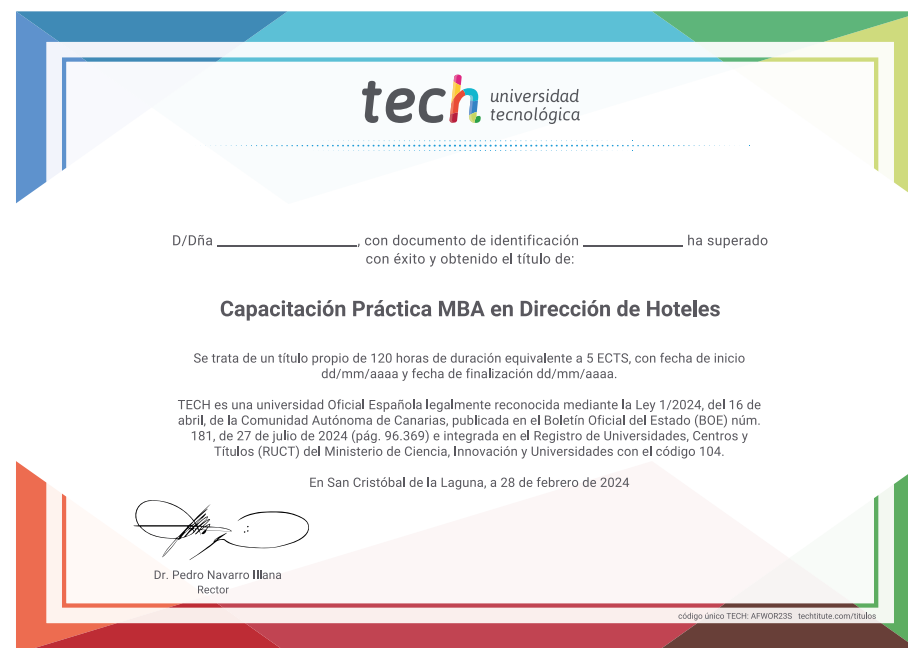 tech universidad
tecnológica
D/Dña ____________________, con documento de identificación ______________ ha superado
con éxito y obtenido el título de:
Capacitación Práctica MBA en Dirección de Hoteles
Se trata de un título propio de 120 horas de duración equivalente a 5 ECTS, con fecha de inicio
dd/mm/aaaa y fecha de finalización dd/mm/aaaa.
TECH es una universidad Oficial Española legalmente reconocida mediante la Ley 1/2024, del 16 de
abril, de la Comunidad Autónoma de Canarias, publicada en el Boletín Oficial del Estado (BOE) núm.
181, de 27 de julio de 2024 (pág. 96.369) e integrada en el Registro de Universidades, Centros y
Títulos (RUCT) del Ministerio de Ciencia, Innovación y Universidades con el código 104.
En San Cristóbal de la Laguna, a 28 de febrero de 2024
Dr. Pedro Navarro Illana
Rector
código único TECH: AFWOR23S techtitute.com/titulos